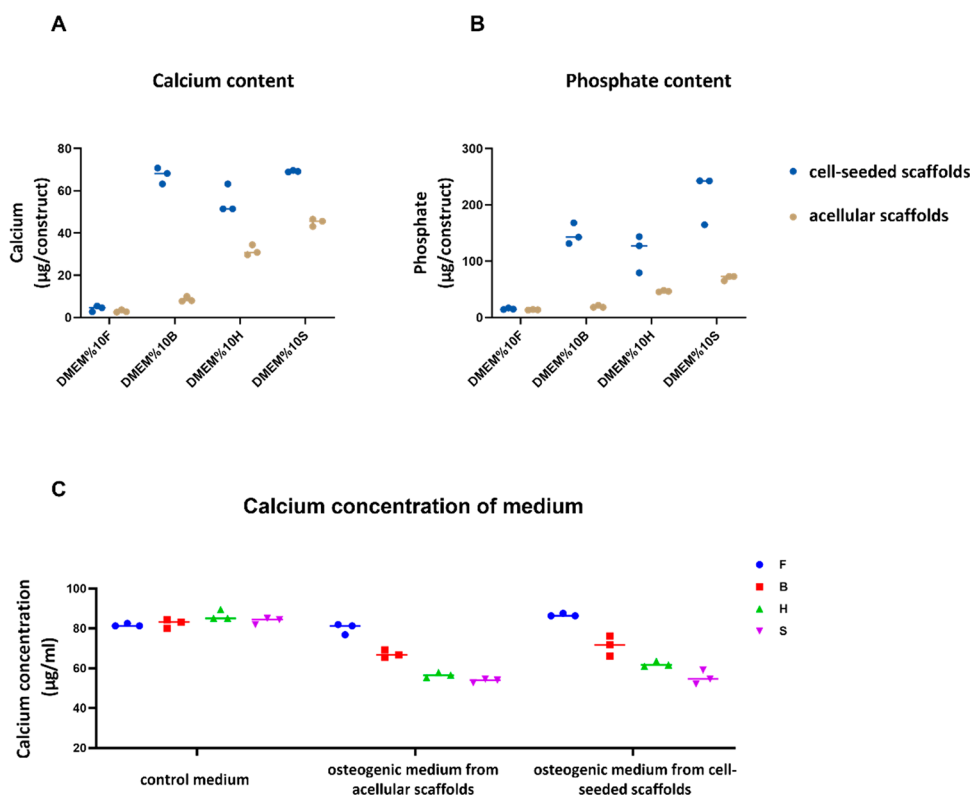 A
Calcium content
Calcium
(µg/construct)
80
60
40
20
0
DMEM%10F
DMEM%10B
DMEM%10H
DMEM%10S
B
Phosphate content
Phosphate
(µg/construct)
300
200
100
0
DMEM%10F
DMEM%10B
DMEM%10H
DMEM%10S
cell-seeded scaffolds
acellular scaffolds
C
Calcium concentration of medium
Calcium concentration
(µg/ml)
100
80
60
40
20
control medium
osteogenic medium from
acellular scaffolds
osteogenic medium from cell-
seeded scaffolds
F
B
H
S